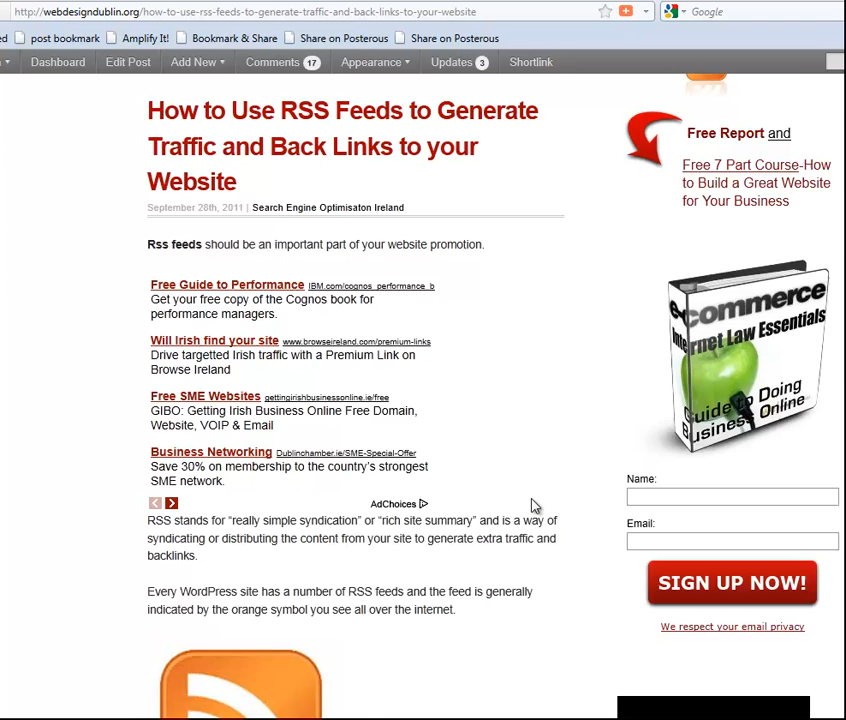 http://webdesigndublin.org/how-to-use-rss-feeds-to-generate-traffic-and-back-links-to-your-website
Google
ed
post bookmark
Amplify It!
Bookmark & Share
Share on Posterous
Share on Posterous
Dashboard
Edit Post
Add New
Comments 17
Appearance
Updates 3
Shortlink
How to Use RSS Feeds to Generate
Traffic and Back Links to your
Website
September 28th, 2011 | Search Engine Optimisaton Ireland
Rss feeds should be an important part of your website promotion.
Free Guide to Performance IBM.com/cognos_performance_b
Get your free copy of the Cognos book for
performance managers.
Will Irish find your site www.browseireland.com/premium-links
Drive targetted Irish traffic with a Premium Link on
Browse Ireland
Free SME Websites gettingirishbusinessonline.ie/free
GIBO: Getting Irish Business Online Free Domain,
Website, VOIP & Email
Business Networking Dublinchamber.ie/SME-Special-Offer
Save 30% on membership to the country's strongest
SME network.
AdChoices
RSS stands for “really simple syndication” or “rich site summary” and is a way of
syndicating or distributing the content from your site to generate extra traffic and
backlinks.
Every WordPress site has a number of RSS feeds and the feed is generally
indicated by the orange symbol you see all over the internet.
Free Report and
Free 7 Part Course-How
to Build a Great Website
for Your Business
e-commerce
Internet Law Essentials
Guide to Doing
Business Online
Name:
Email:
SIGN UP NOW!
We respect your email privacy